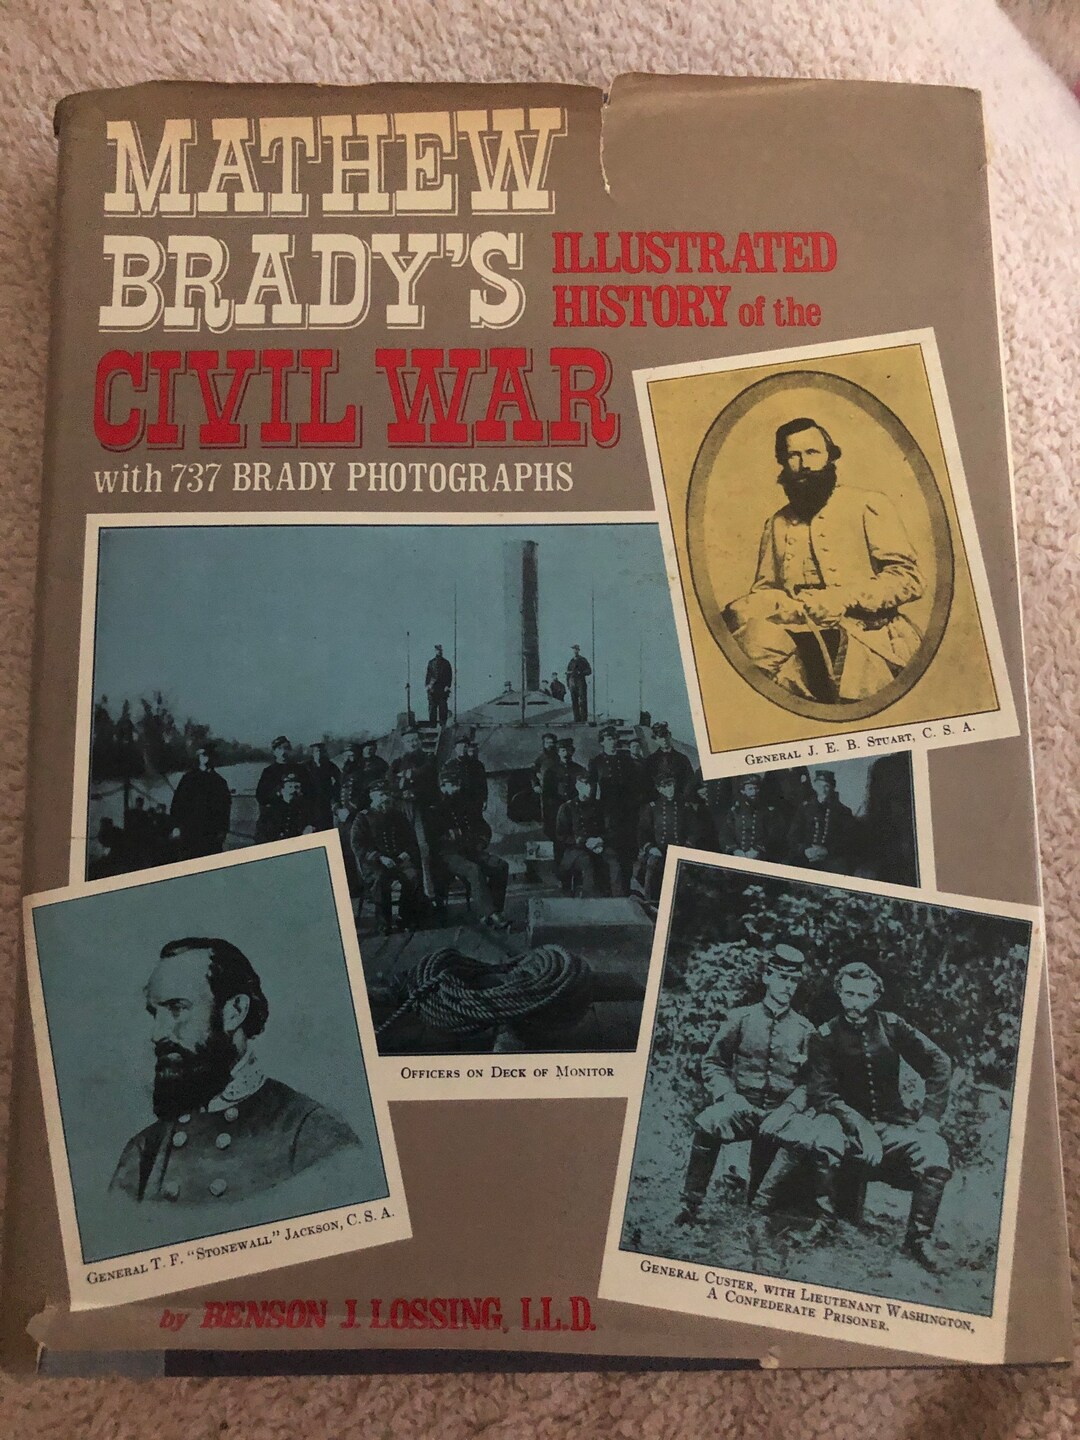 MATHEW
BRADY'S
ILLUSTRATED
HISTORY of the
CIVIL WAR
with 737 BRADY PHOTOGRAPHS
GENERAL J. E. B. STUART, C. S. A.
OFFICERS ON DECK OF MONITOR
GENERAL T. F. "STONEWALL" JACKSON, C. S. A.
GENERAL CUSTER, WITH LIEUTENANT WASHINGTON,
A CONFEDERATE PRISONER.
by BENSON J. LOSSING, LL.D.